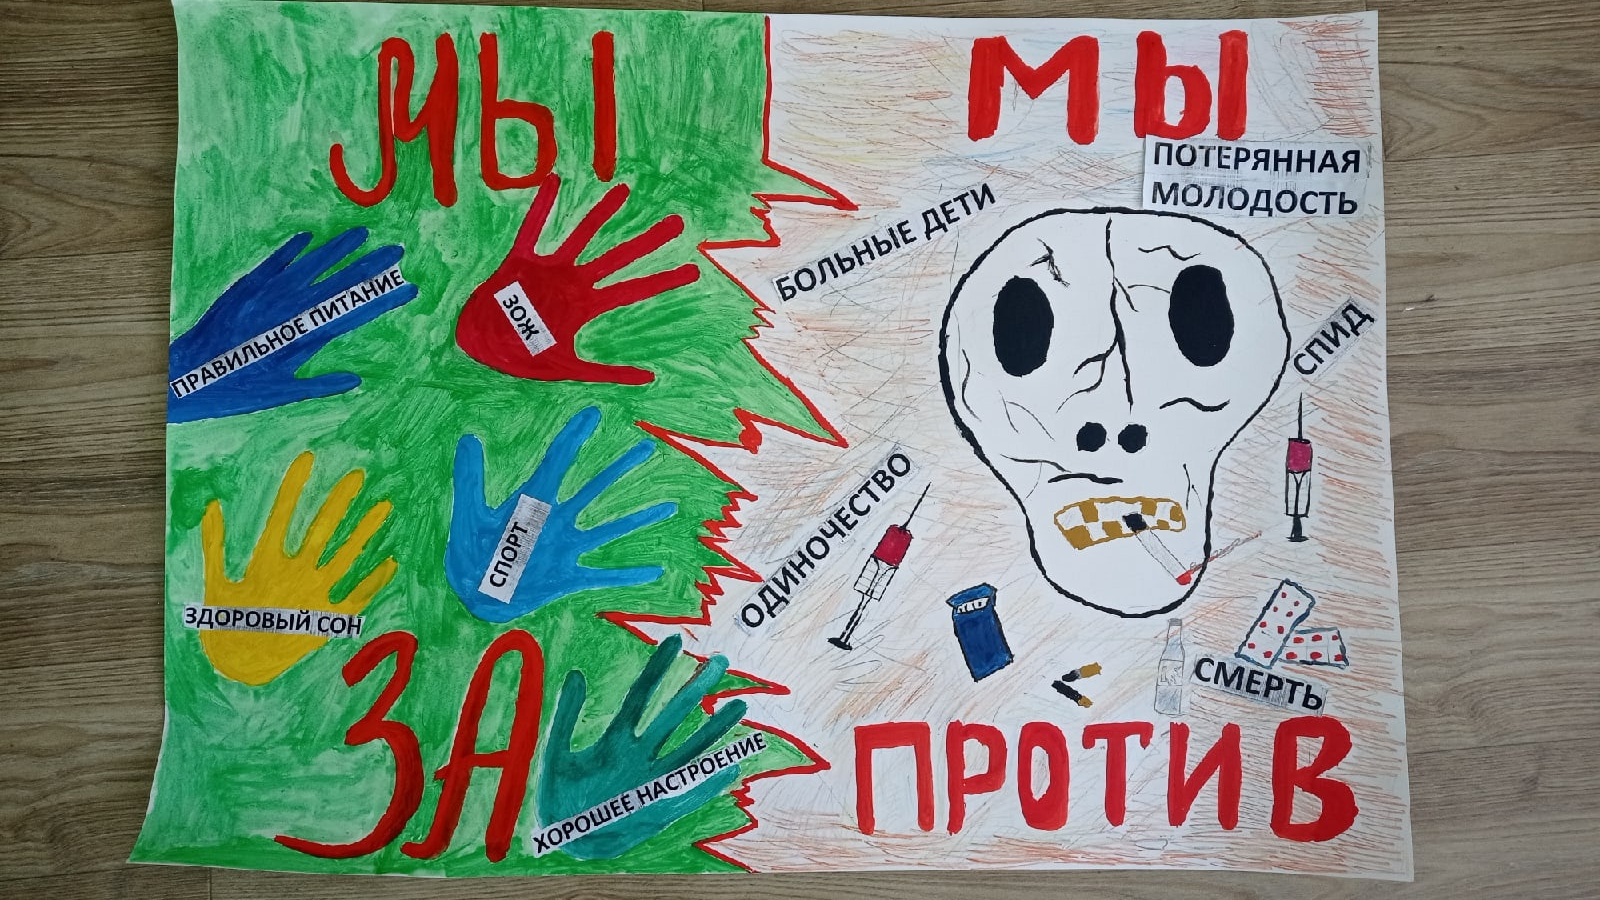 МЫ
ПРАВИЛЬНОЕ ПИТАНИЕ
ЗОЖ
СПОРТ
ЗДОРОВЫЙ СОН
ЗА
ХОРОШЕЕ НАСТРОЕНИЕ
МЫ
ПОТЕРЯННАЯ
МОЛОДОСТЬ
БОЛЬНЫЕ ДЕТИ
СПИД
ОДИНОЧЕСТВО
СМЕРТЬ
ПРОТИВ